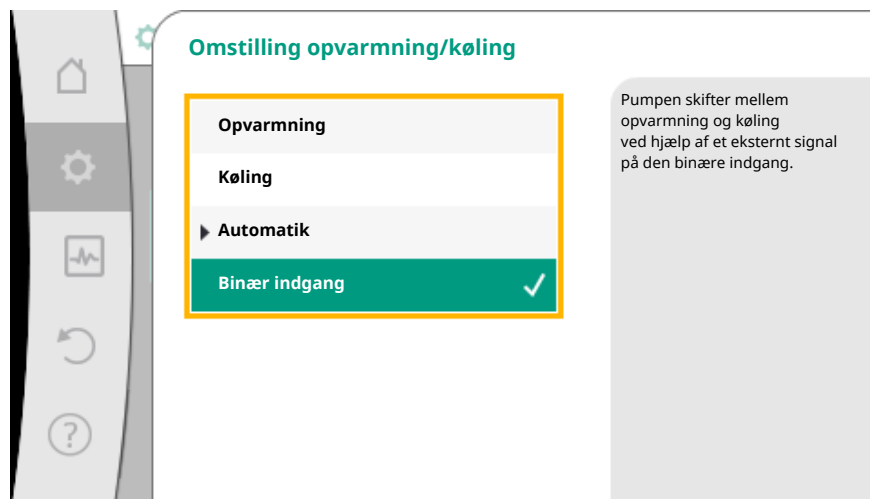 Omstilling opvarmning/køling
Opvarmning
Køling
Automatik
Binær indgang
Pumpen skifter mellem
opvarmning og køling
ved hjælp af et eksternt signal
på den binære indgang.
?